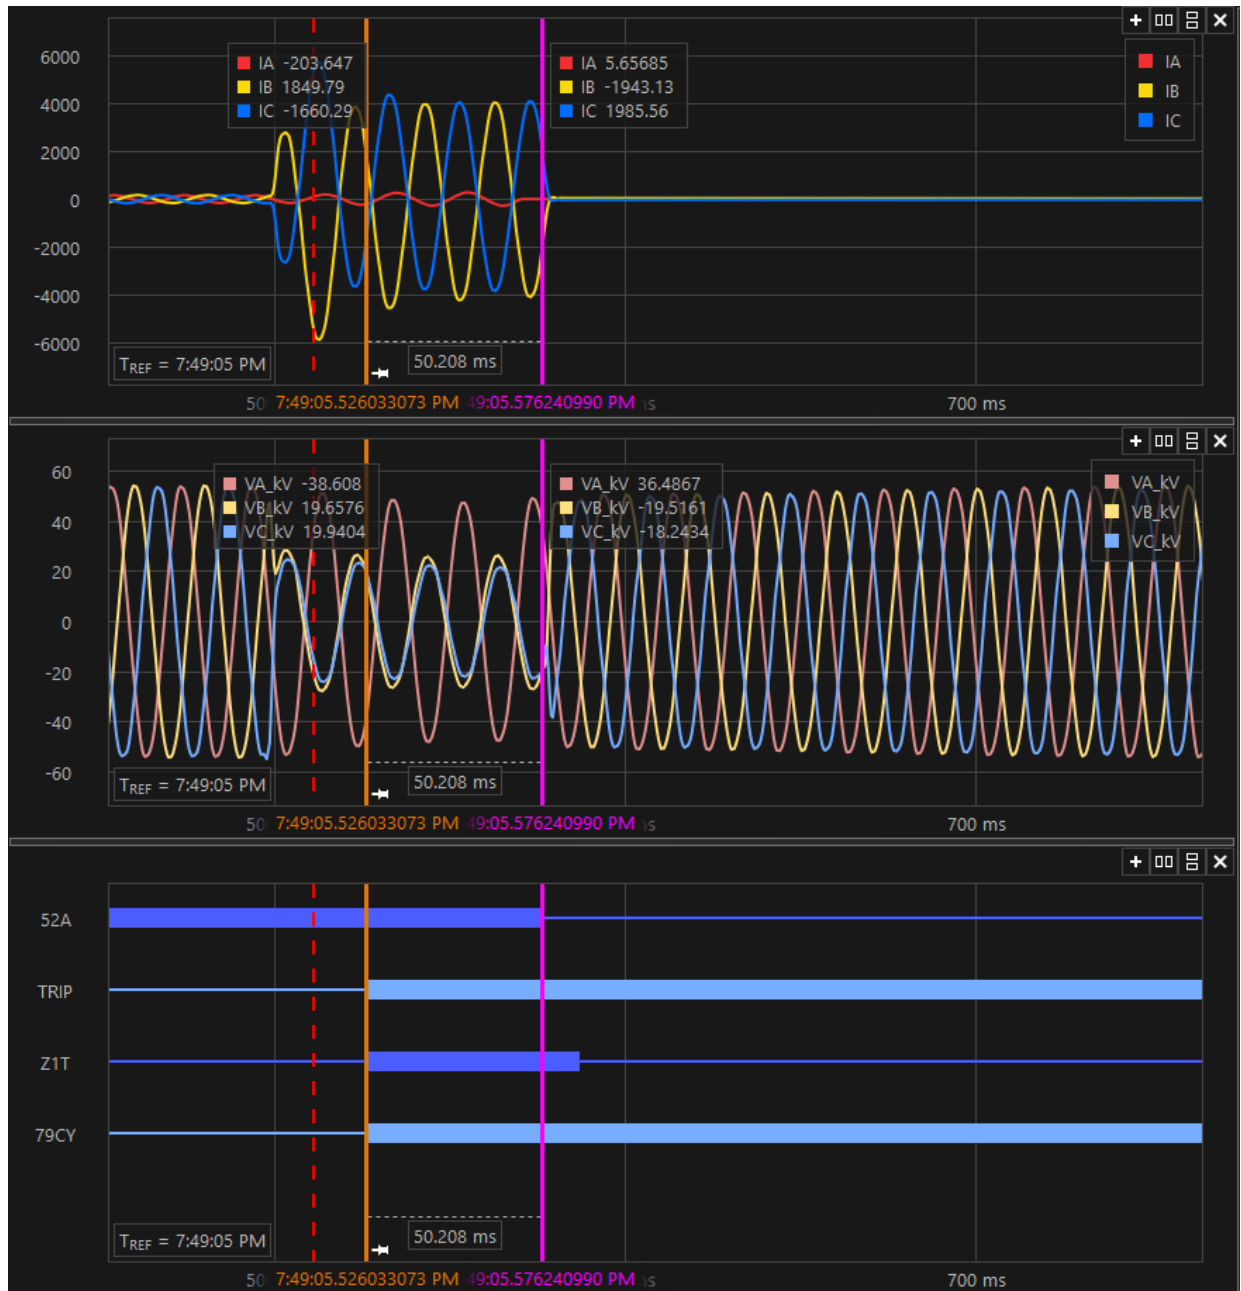 6000
4000
2000
0
-2000
-4000
-6000
IA -203.647
IB 1849.79
IC -1660.29
IA 5.65685
IB -1943.13
IC 1985.56
IA
IB
IC
TREF = 7:49:05 PM
50.208 ms
50 7:49:05.526033073 PM 49:05.576240990 PM s 700 ms
60
40
20
0
-20
-40
-60
VA_kV -38.608
VB_kV 19.6576
VC_kV 19.9404
VA_kV 36.4867
VB_kV -19.5161
VC_kV -18.2434
VA_kV
VB_kV
VC_kV
TREF = 7:49:05 PM
50.208 ms
50 7:49:05.526033073 PM 49:05.576240990 PM s 700 ms
52A
TRIP
Z1T
79CY
TREF = 7:49:05 PM
50.208 ms
50 7:49:05.526033073 PM 49:05.576240990 PM s 700 ms